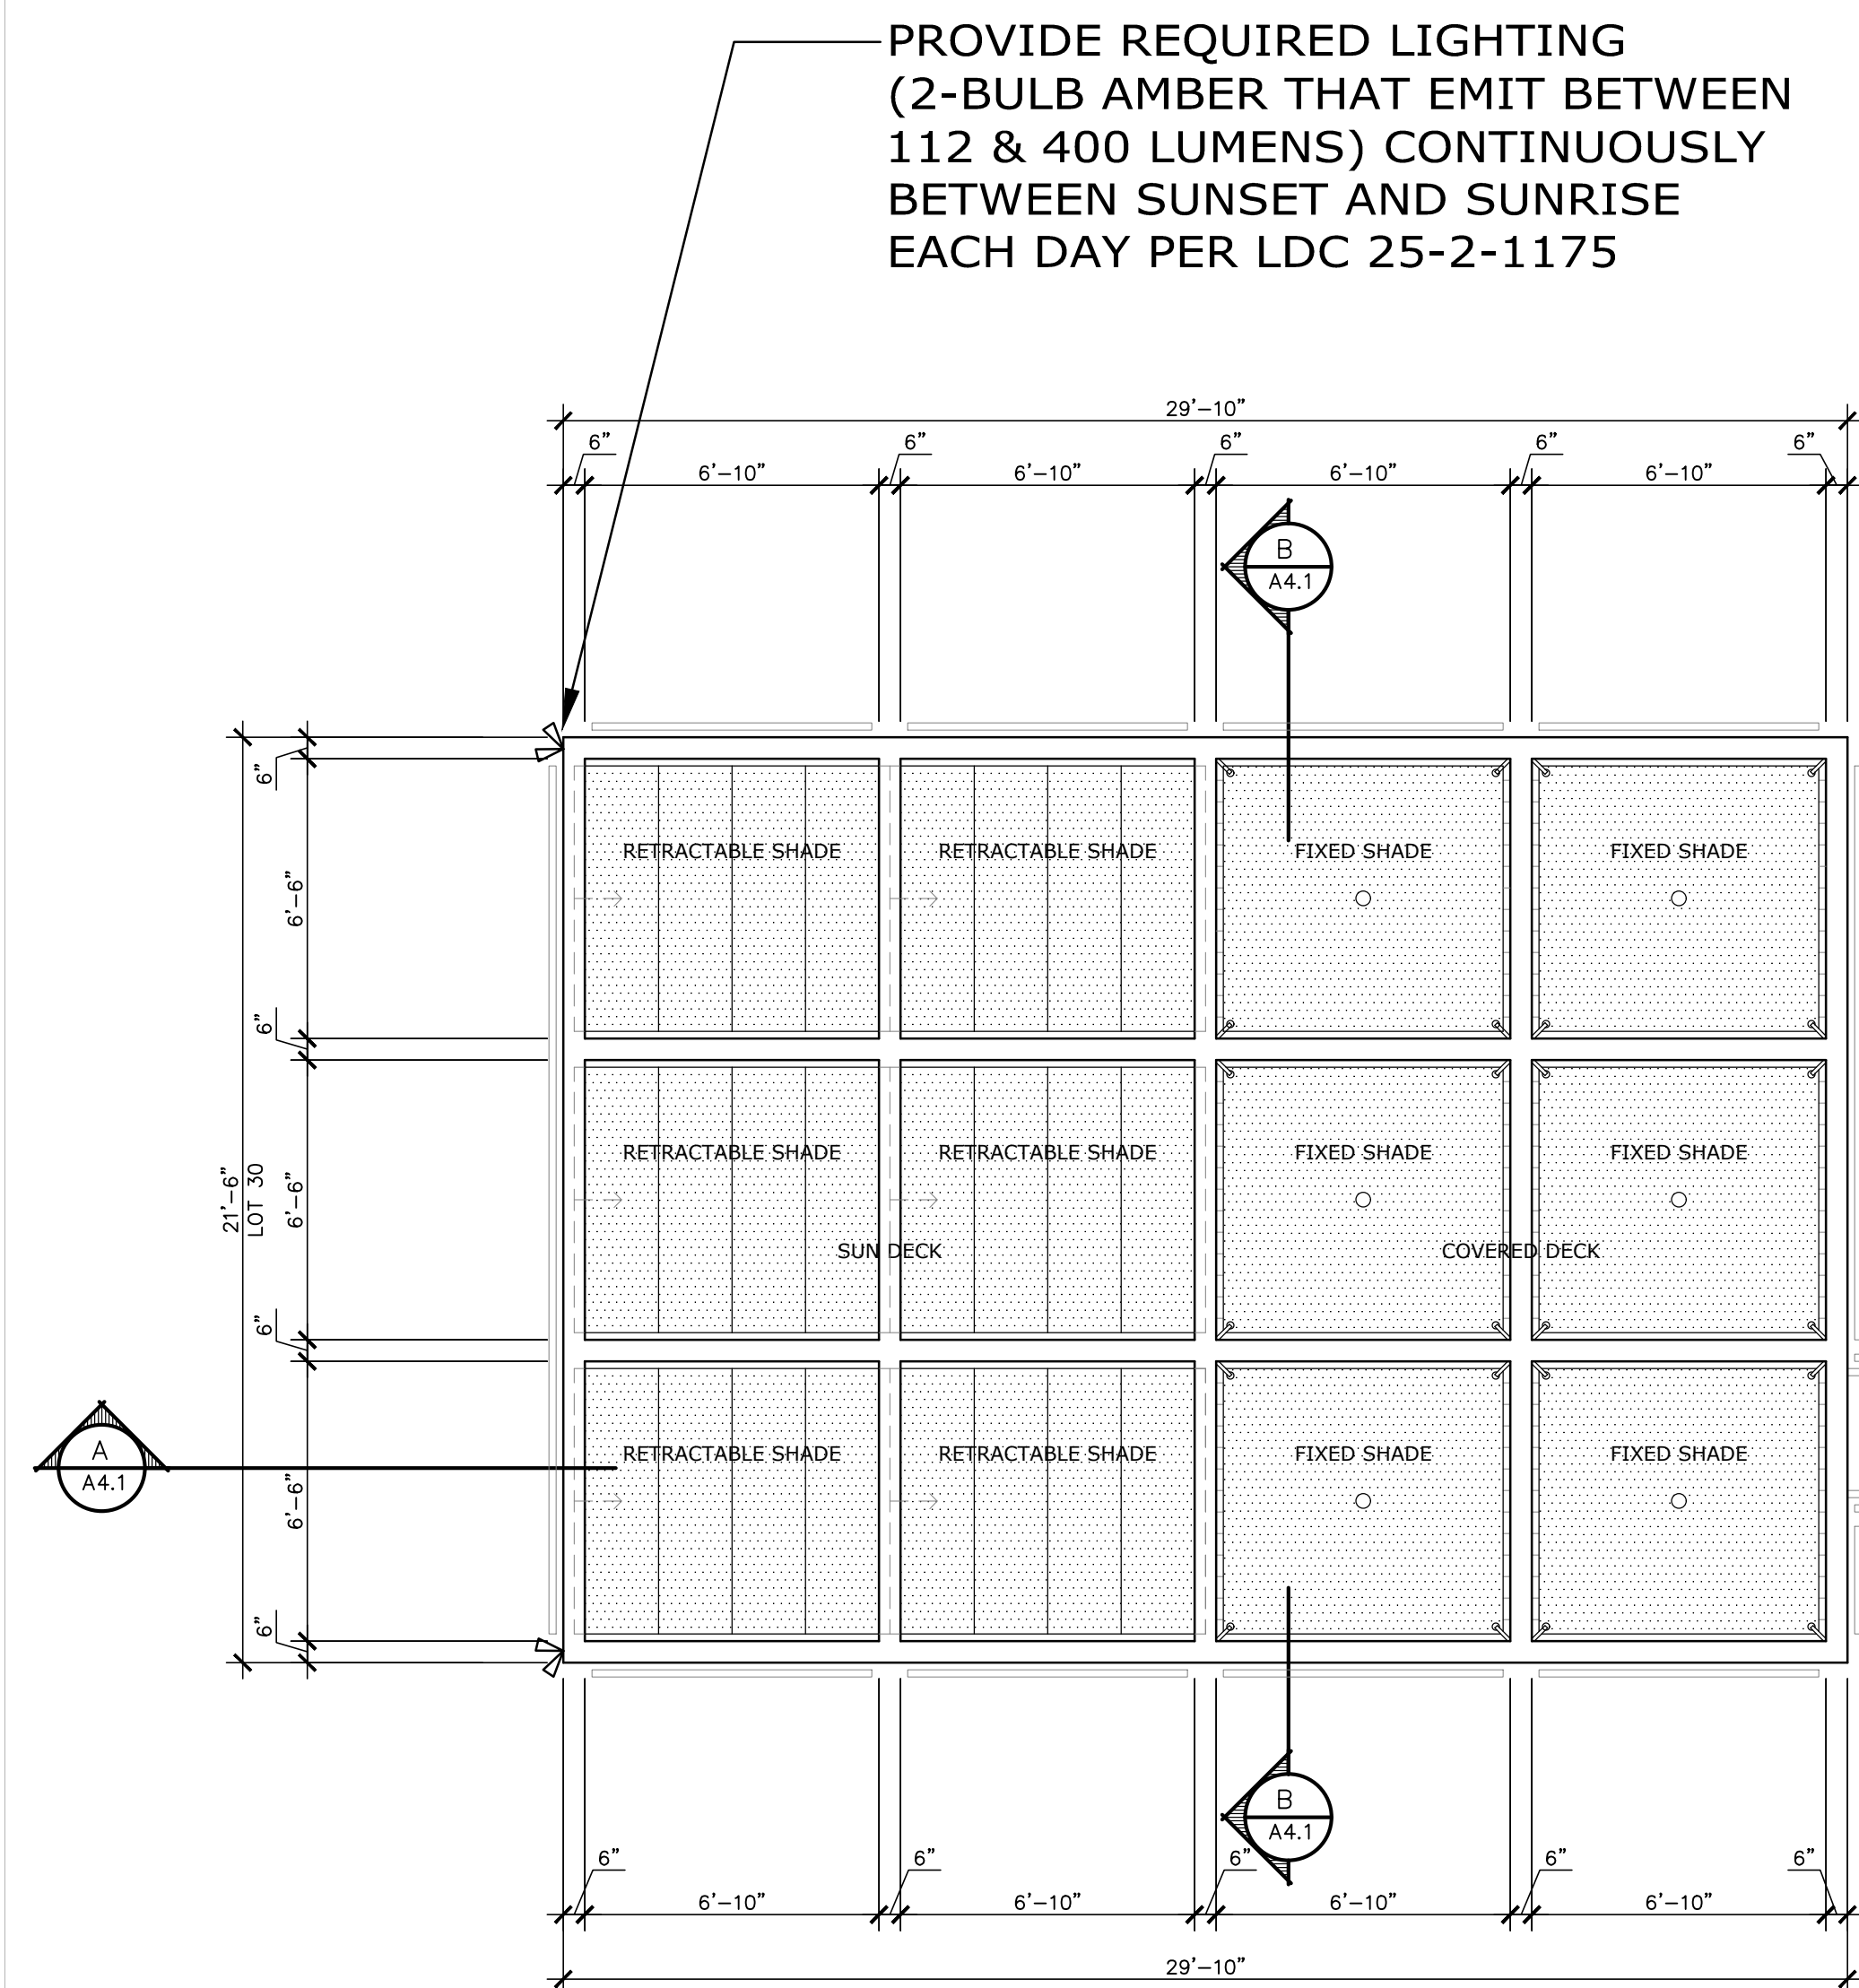 PROVIDE REQUIRED LIGHTING
(2-BULB AMBER THAT EMIT BETWEEN
112 & 400 LUMENS) CONTINUOUSLY
BETWEEN SUNSET AND SUNRISE
EACH DAY PER LDC 25-2-1175
29'-10"
6" 6" 6" 6" 6"
6'-10" 6'-10" 6'-10" 6'-10"
B
A4.1
6"
RETRACTABLE SHADE RETRACTABLE SHADE FIXED SHADE FIXED SHADE
6'-6"
6"
RETRACTABLE SHADE RETRACTABLE SHADE FIXED SHADE FIXED SHADE
21'-6"
LOT 30
6'-6"
SUN DECK COVERED DECK
6"
A
A4.1
RETRACTABLE SHADE RETRACTABLE SHADE FIXED SHADE FIXED SHADE
6'-6"
6"
B
A4.1
6" 6" 6" 6" 6"
6'-10" 6'-10" 6'-10" 6'-10"
29'-10"